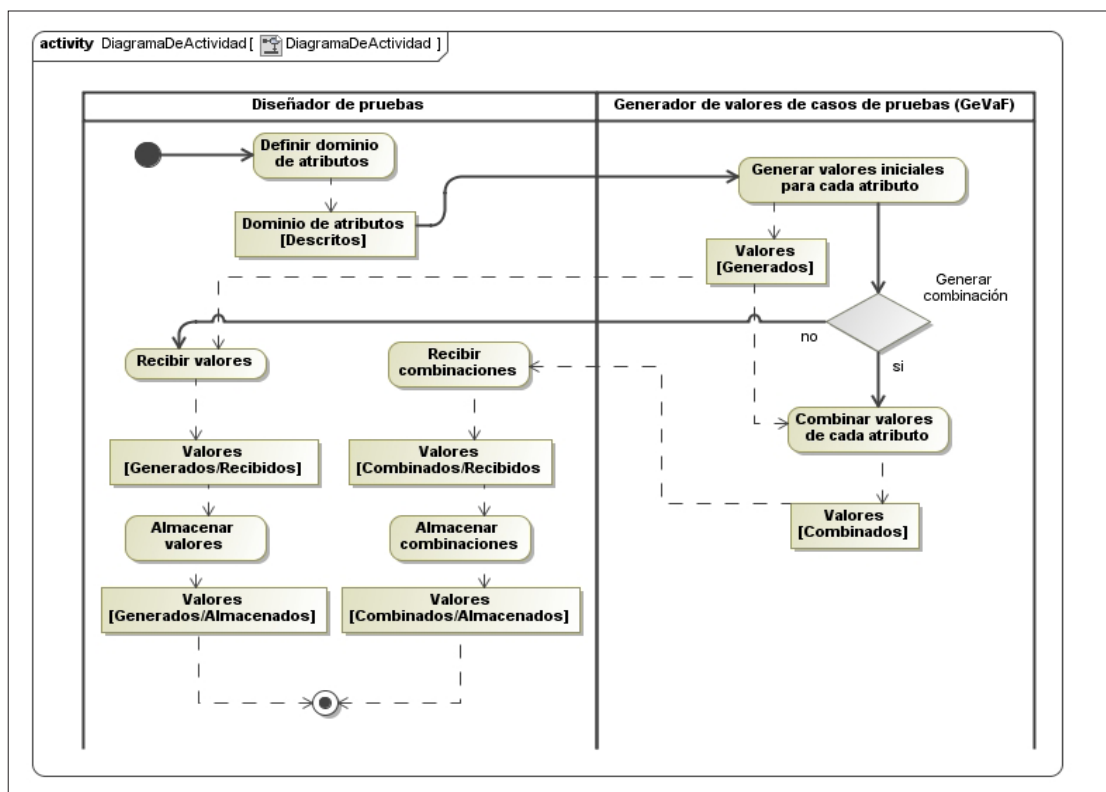 activity DiagramaDeActividad [ DiagramaDeActividad ]
Diseñador de pruebas
Generador de valores de casos de pruebas (GeVaF)
Definir dominio
de atributos
Generar valores iniciales
para cada atributo
Dominio de atributos
[Descritos]
Valores
[Generados]
Generar
combinación
no
si
Recibir valores
Recibir
combinaciones
Combinar valores
de cada atributo
Valores
[Generados/Recibidos]
Valores
[Combinados/Recibidos
Valores
[Combinados]
Almacenar
valores
Almacenar
combinaciones
Valores
[Generados/Almacenados]
Valores
[Combinados/Almacenados]